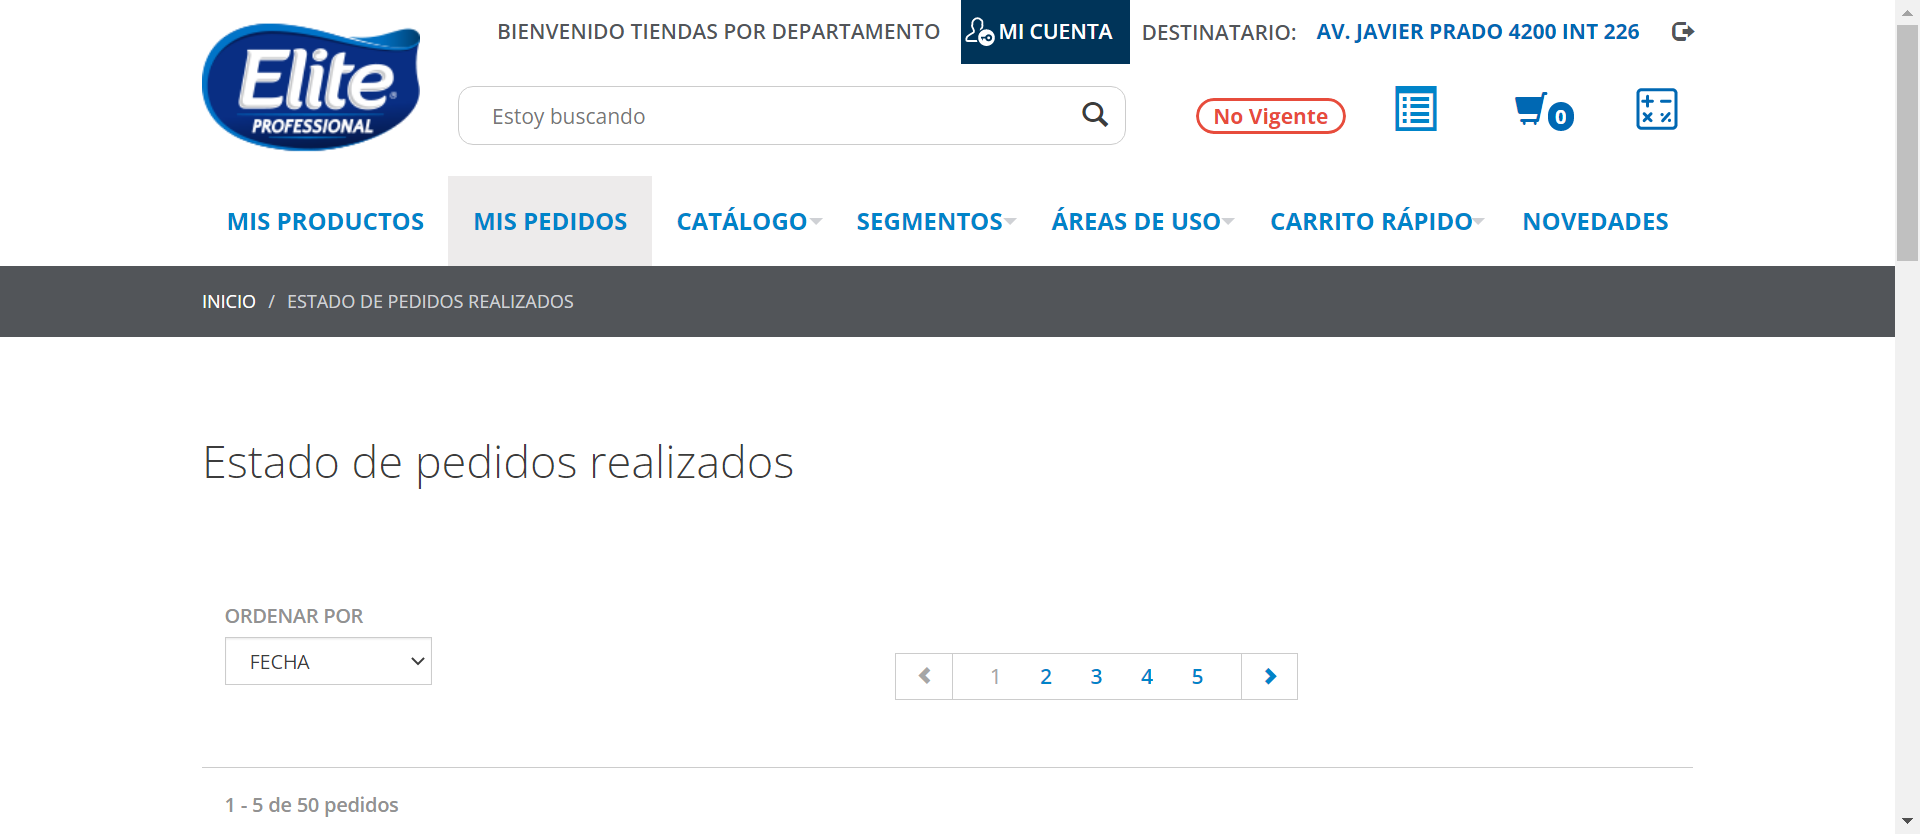 BIENVENIDO TIENDAS POR DEPARTAMENTO MI CUENTA DESTINATARIO: AV. JAVIER PRADO 4200 INT 226
Elite®
PROFESSIONAL
Estoy buscando
No Vigente
0
MIS PRODUCTOS MIS PEDIDOS CATÁLOGO SEGMENTOS ÁREAS DE USO CARRITO RÁPIDO NOVEDADES
INICIO / ESTADO DE PEDIDOS REALIZADOS
Estado de pedidos realizados
ORDENAR POR
FECHA
1 2 3 4 5
1 - 5 de 50 pedidos